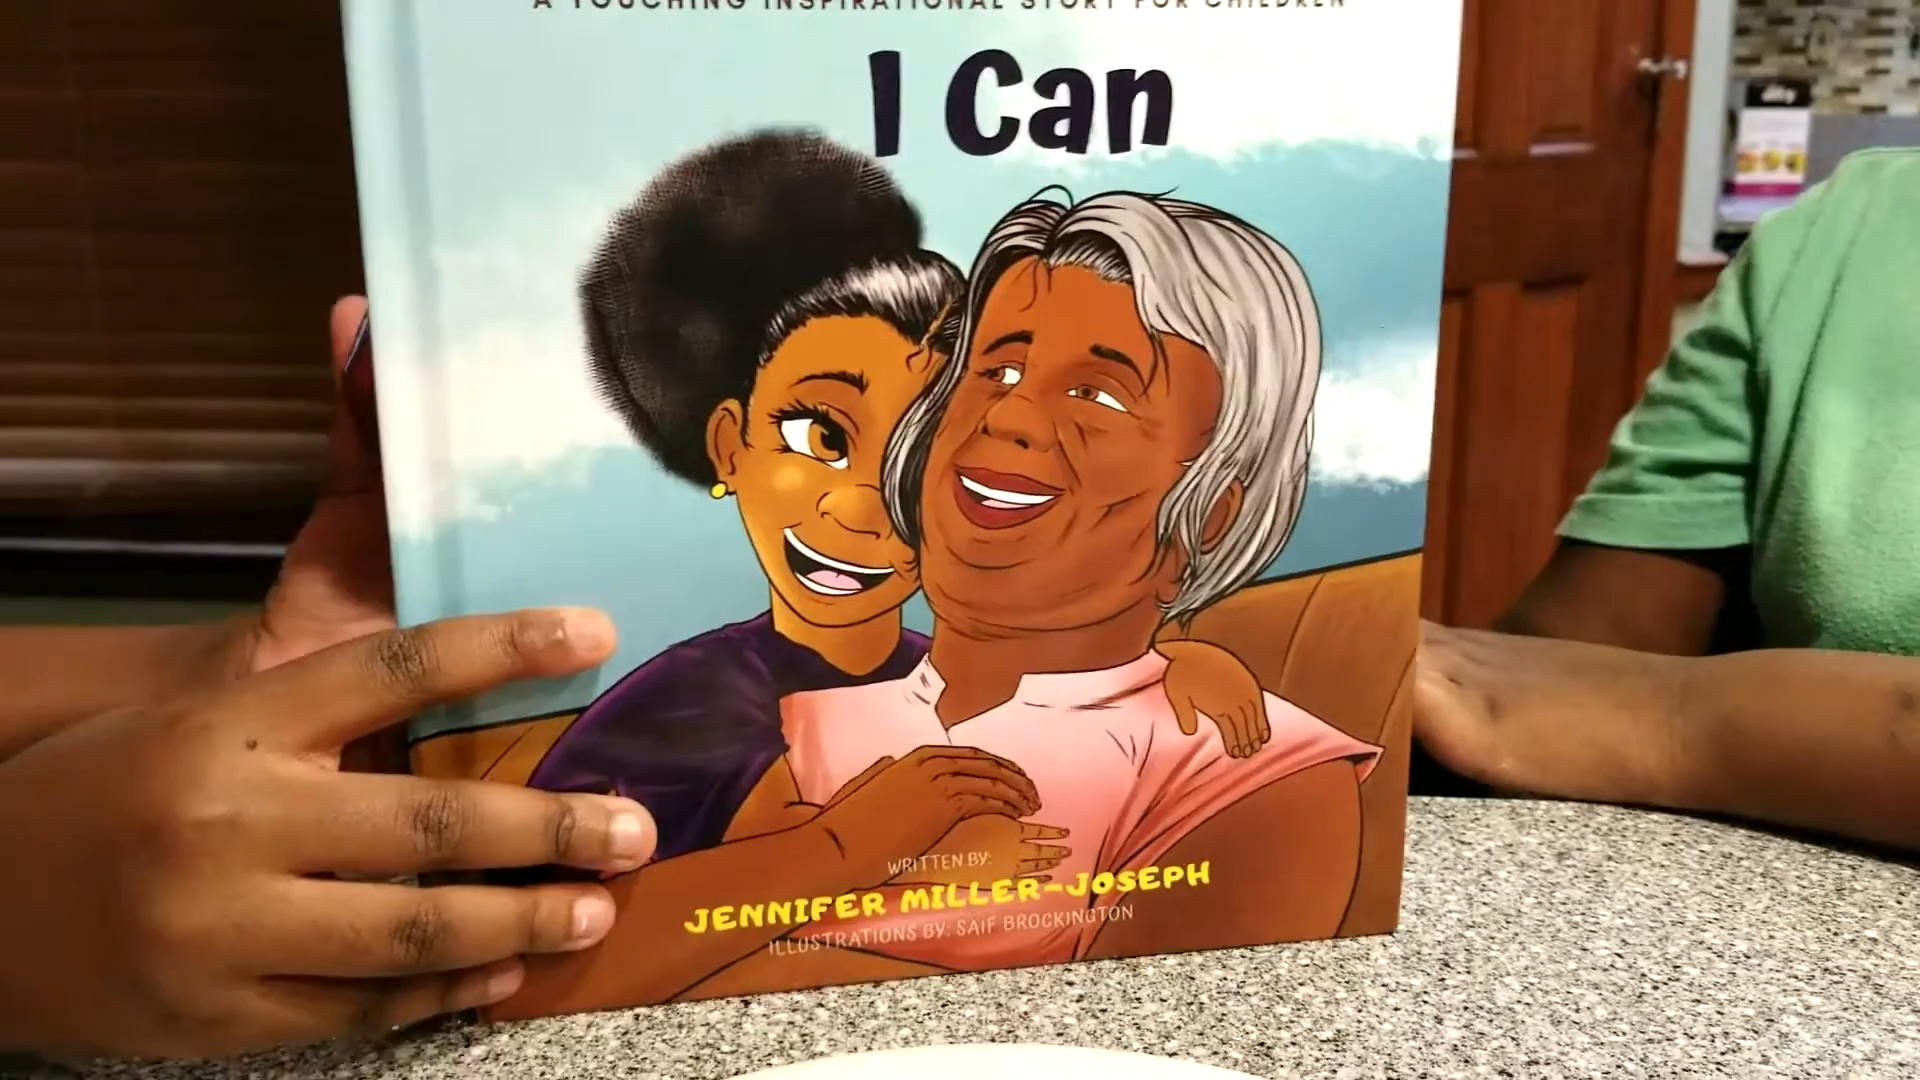 A TOUCHING INSPIRATIONAL STORY FOR CHILDREN
I Can
WRITTEN BY:
JENNIFER MILLER-JOSEPH
ILLUSTRATIONS BY: SAIF BROCKINGTON